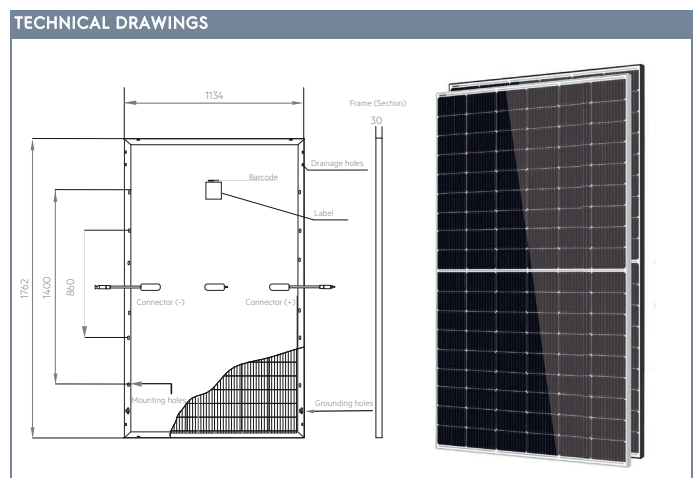 TECHNICAL DRAWINGS
1134
Frame (Section)
30
Drainage holes
Barcode
Label
1762
1400
860
Connector (-)
Connector (+)
Mounting holes
Grounding holes